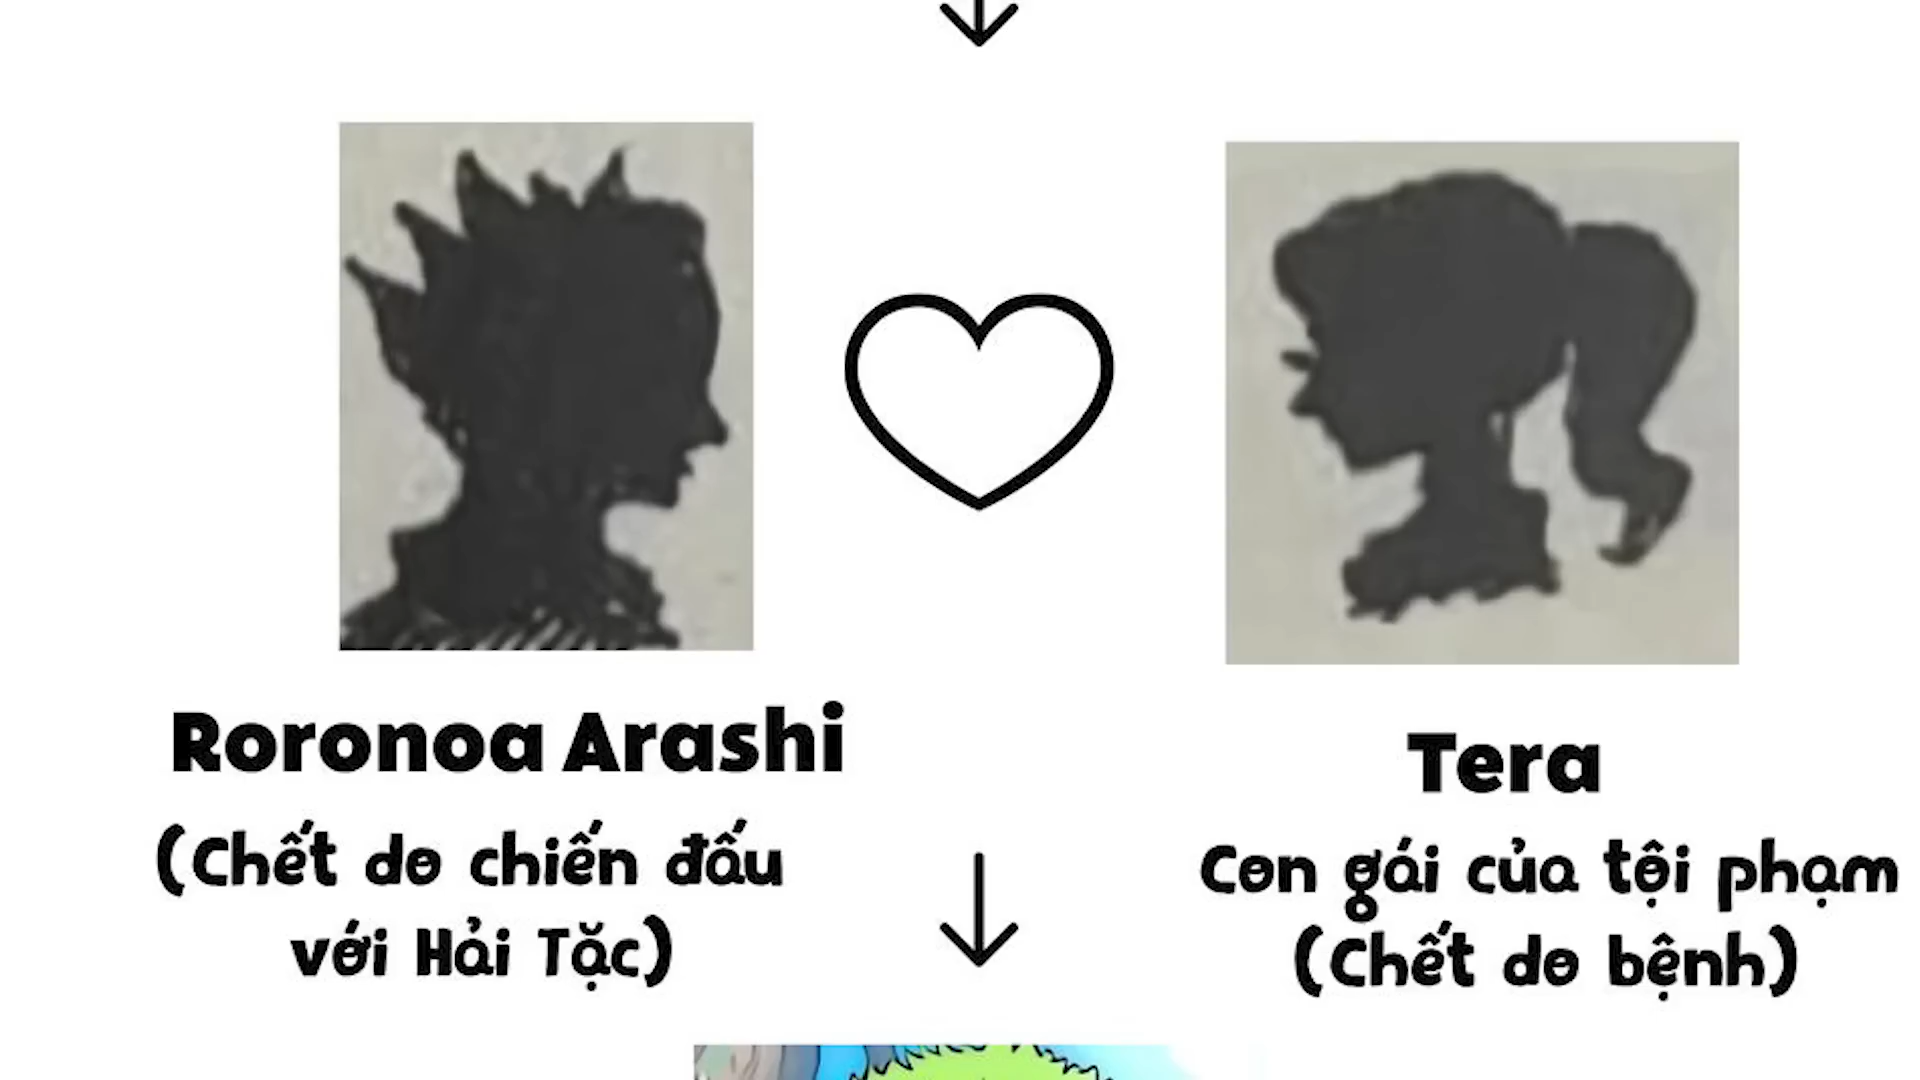 Roronoa Arashi
(Chết do chiến đấu
với Hải Tặc)
Tera
Con gái của tội phạm
(Chết do bệnh)